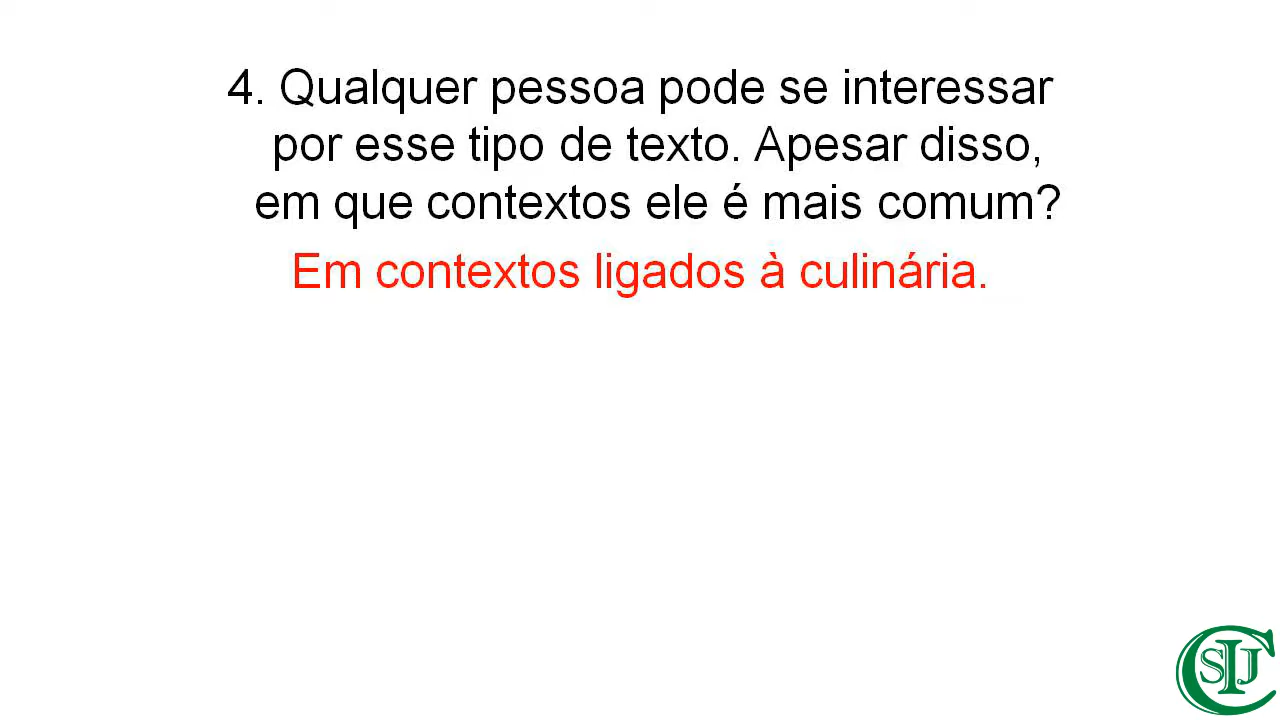 4. Qualquer pessoa pode se interessar
por esse tipo de texto. Apesar disso,
em que contextos ele é mais comum?
Em contextos ligados à culinária.
CSIJ